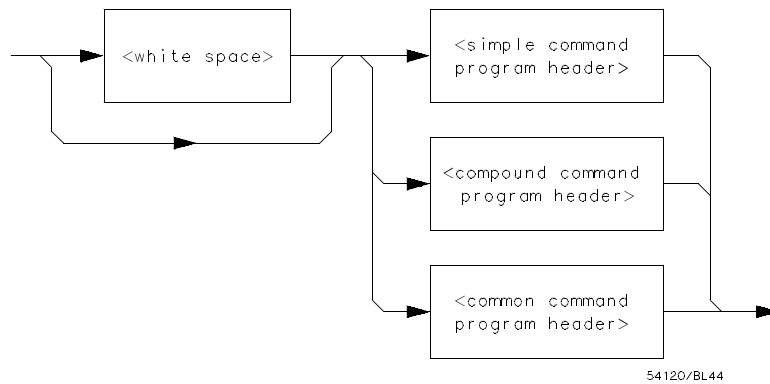 <white space>
<simple command
program header>
<compound command
program header>
<common command
program header>
54120/BL44